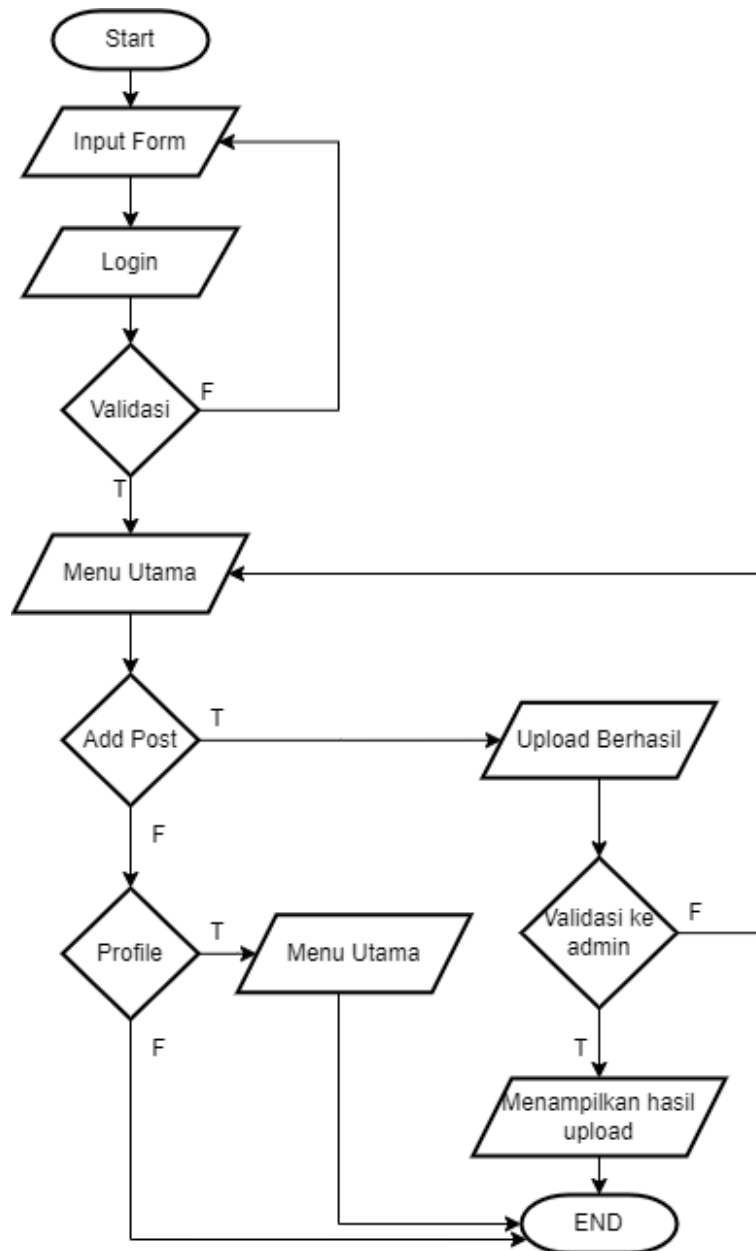 Start
Input Form
Login
Validasi
F
T
Menu Utama
Add Post
T
Upload Berhasil
F
Profile
T
Menu Utama
Validasi ke
admin
F
F
T
Menampilkan hasil
upload
END